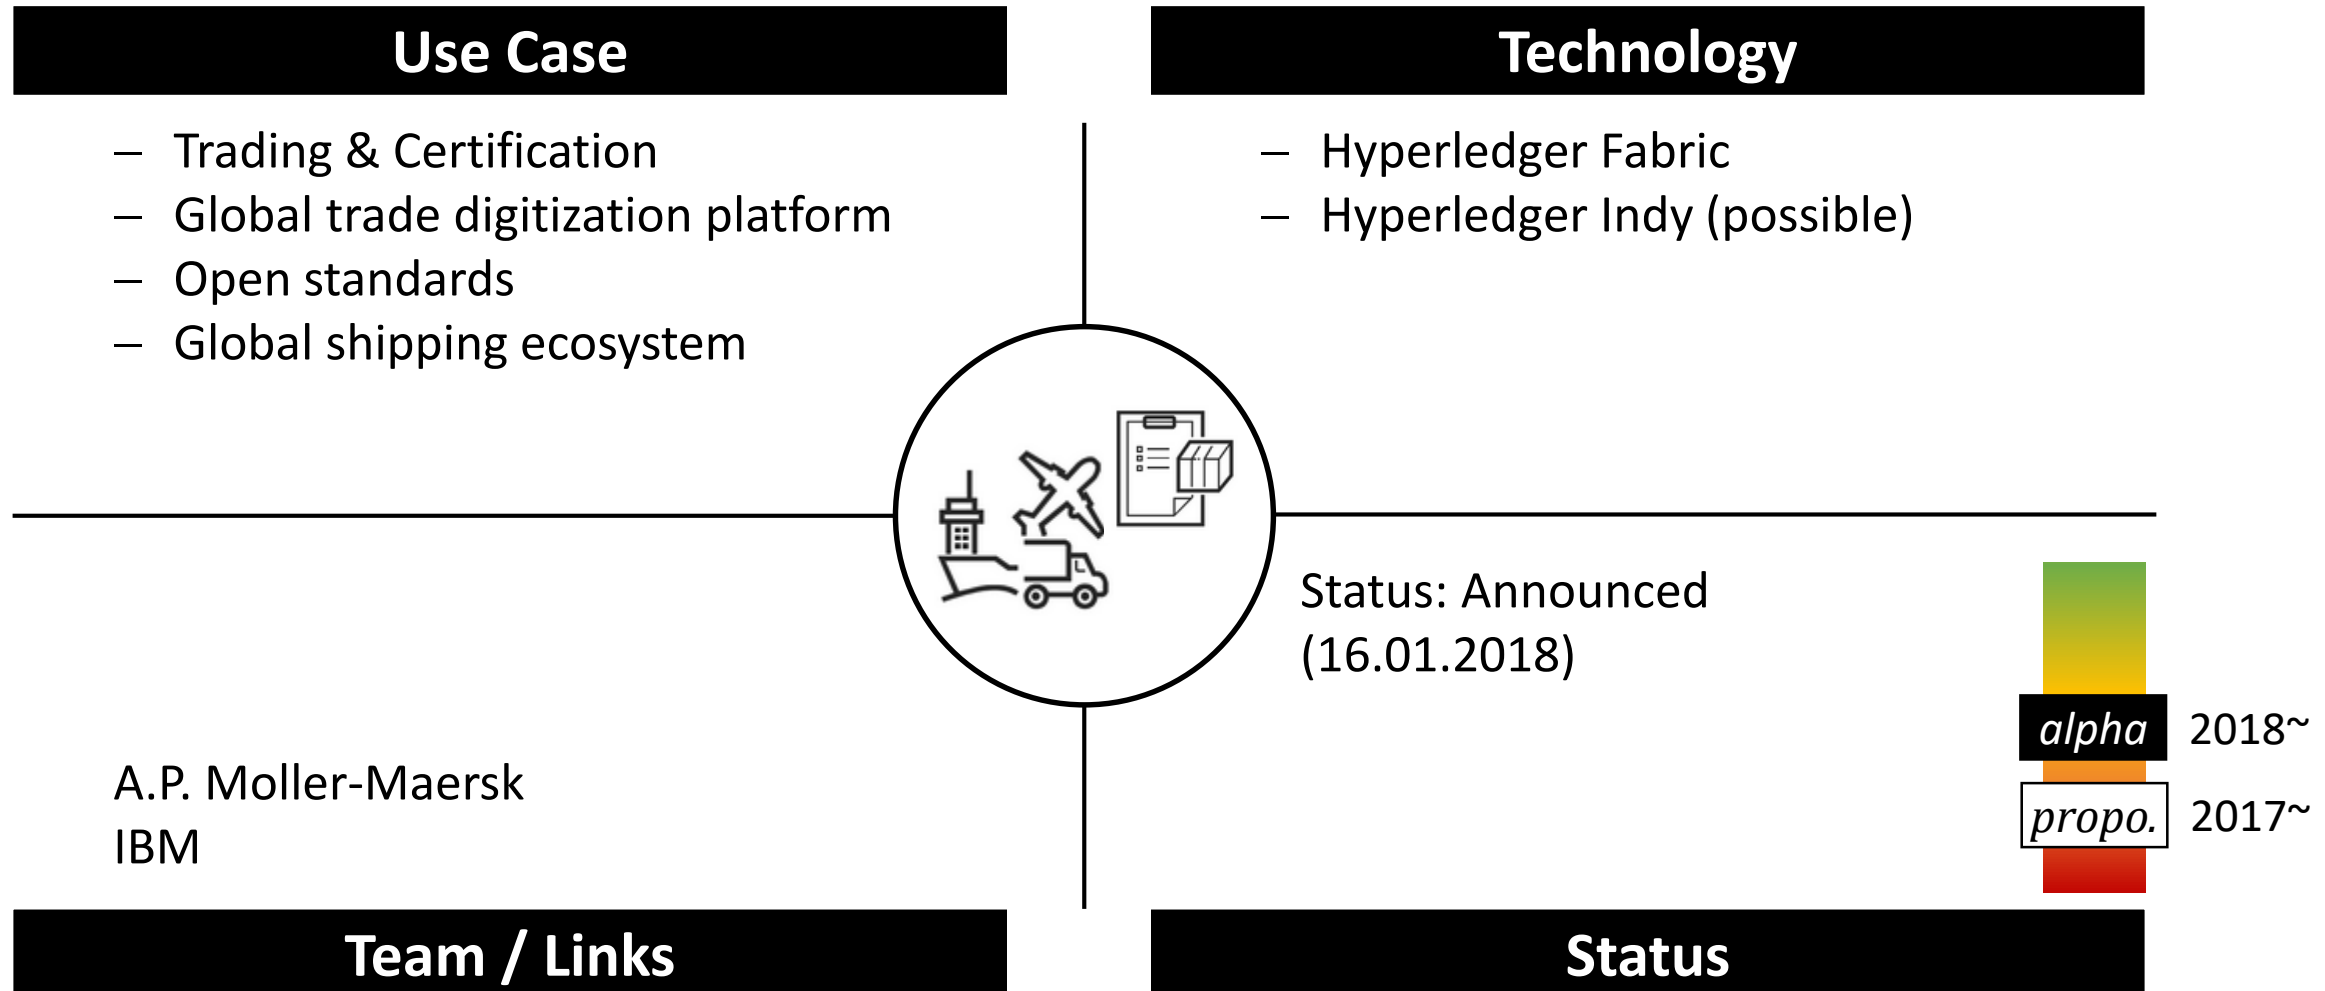 Use Case
– Trading & Certification
– Global trade digitization platform
– Open standards
– Global shipping ecosystem
Technology
– Hyperledger Fabric
– Hyperledger Indy (possible)
A.P. Moller-Maersk
IBM
Team / Links
Status: Announced
(16.01.2018)
alpha 2018~
propo. 2017~
Status